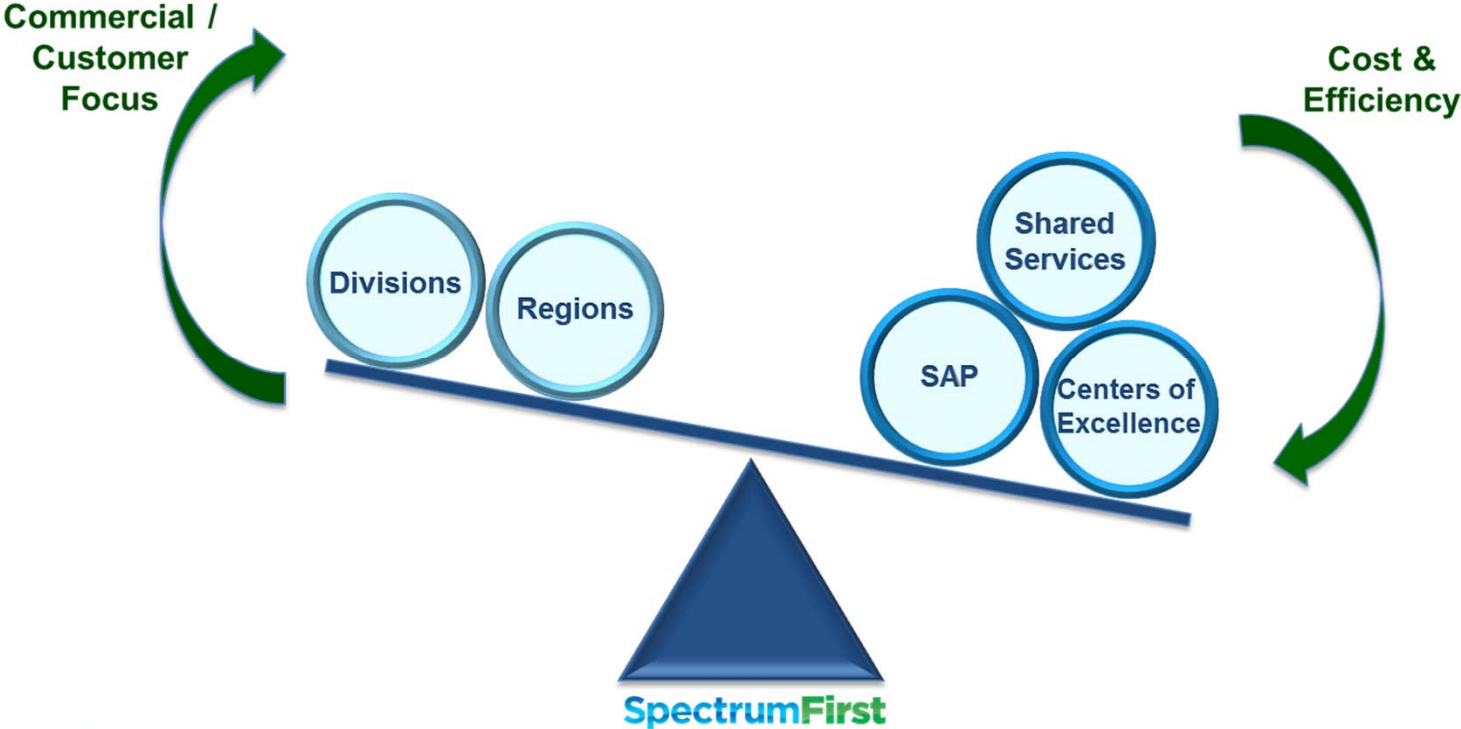 Commercial /
Customer
Focus
Cost &
Efficiency
Divisions
Regions
Shared
Services
SAP
Centers of
Excellence
SpectrumFirst